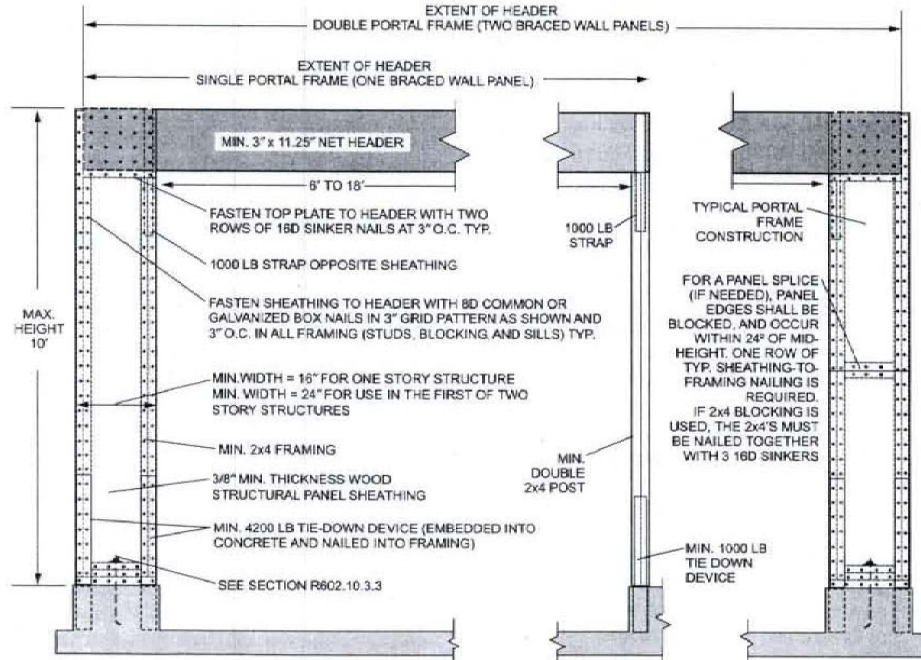 EXTENT OF HEADER
DOUBLE PORTAL FRAME (TWO BRACED WALL PANELS)
EXTENT OF HEADER
SINGLE PORTAL FRAME (ONE BRACED WALL PANEL)
MIN. 3" x 11.25" NET HEADER
6' TO 18'
FASTEN TOP PLATE TO HEADER WITH TWO
ROWS OF 16D SINKER NAILS AT 3" O.C. TYP.
1000 LB STRAP OPPOSITE SHEATHING
FASTEN SHEATHING TO HEADER WITH 8D COMMON OR
GALVANIZED BOX NAILS IN 3" GRID PATTERN AS SHOWN AND
3" O.C. IN ALL FRAMING (STUDS, BLOCKING AND SILLS) TYP.
MAX.
HEIGHT
10'
MIN. WIDTH = 16" FOR ONE STORY STRUCTURE
MIN. WIDTH = 24" FOR USE IN THE FIRST OF TWO
STORY STRUCTURES
MIN. 2x4 FRAMING
3/8" MIN. THICKNESS WOOD
STRUCTURAL PANEL SHEATHING
MIN. 4200 LB TIE-DOWN DEVICE (EMBEDDED INTO
CONCRETE AND NAILED INTO FRAMING)
SEE SECTION R602.10.3.3
1000 LB
STRAP
MIN.
DOUBLE
2x4 POST
MIN. 1000 LB
TIE DOWN
DEVICE
TYPICAL PORTAL
FRAME
CONSTRUCTION
FOR A PANEL SPLICE
(IF NEEDED), PANEL
EDGES SHALL BE
BLOCKED, AND OCCUR
WITHIN 24" OF MID-
HEIGHT. ONE ROW OF
TYP. SHEATHING-TO-
FRAMING NAILING IS
REQUIRED.
IF 2x4 BLOCKING IS
USED, THE 2x4'S MUST
BE NAILED TOGETHER
WITH 3 16D SINKERS